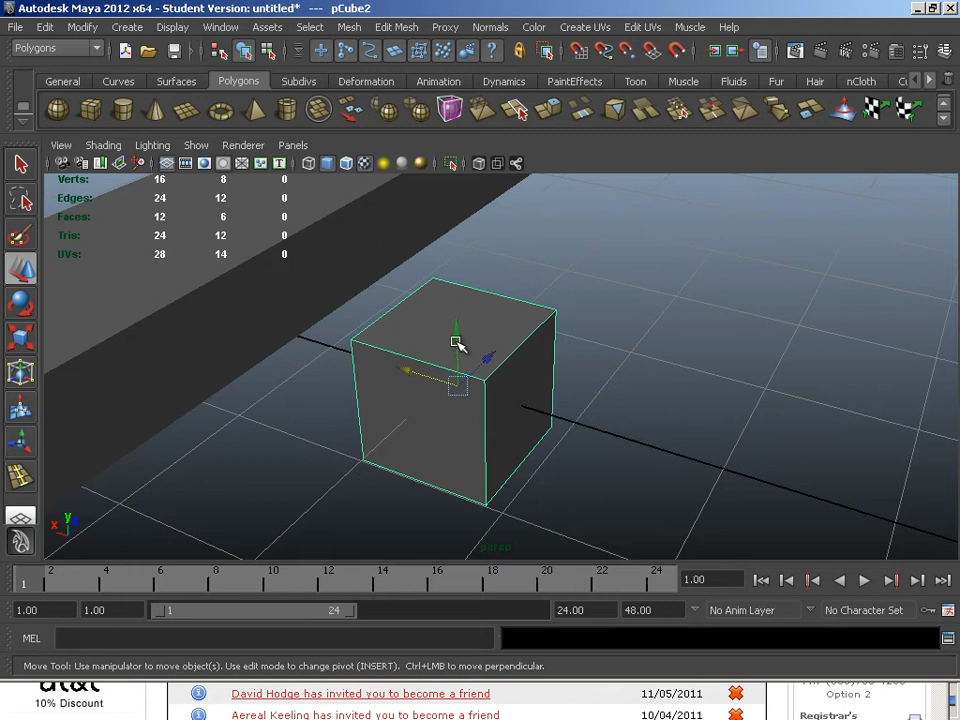 Autodesk Maya 2012 x64 - Student Version: untitled*   ---   pCube2
File Edit Modify Create Display Window Assets Select Mesh Edit Mesh Proxy Normals Color Create UVs Edit UVs Muscle Help
Polygons
General Curves Surfaces Polygons Subdivs Deformation Animation Dynamics PaintEffects Toon Muscle Fluids Fur Hair nCloth
View Shading Lighting Show Renderer Panels
Verts: 16 8 0
Edges: 24 12 0
Faces: 12 6 0
Tris: 24 12 0
UVs: 28 14 0
y
x z
persp
2 4 6 8 10 12 14 16 18 20 22 24
1 1.00
1.00 1.00 1 24 24.00 48.00 No Anim Layer No Character Set
MEL
Move Tool: Use manipulator to move object(s). Use edit mode to change pivot (INSERT). Ctrl+LMB to move perpendicular.
at&t
10% Discount
David Hodge has invited you to become a friend 11/05/2011
Option 2
Aereal Keeling has invited you to become a friend 10/04/2011
Registrar's